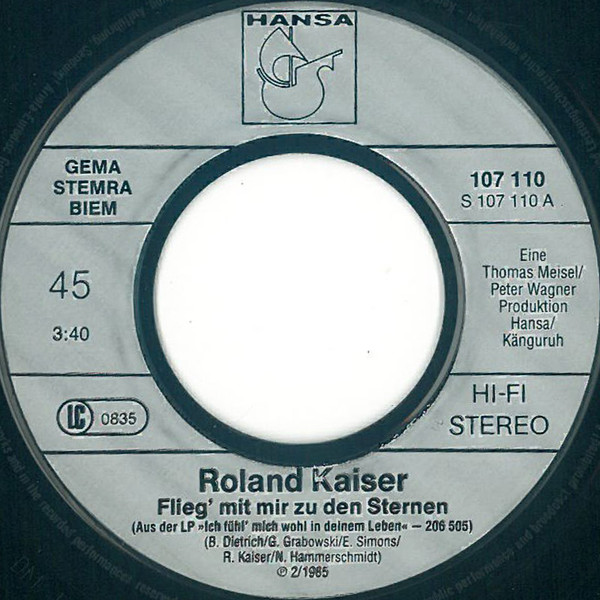 HANSA
GEMA
STEMRA
BIEM
107 110
S 107 110 A
45
3:40
Eine
Thomas Meisel/
Peter Wagner
Produktion
Hansa/
Känguruh
LC 0835
HI-FI
STEREO
Roland Kaiser
Flieg' mit mir zu den Sternen
(Aus der LP »Ich fühl' mich wohl in deinem Leben« – 206 505)
(B. Dietrich/G. Grabowski/E. Simons/
R. Kaiser/N. Hammerschmidt)
℗ 2/1985